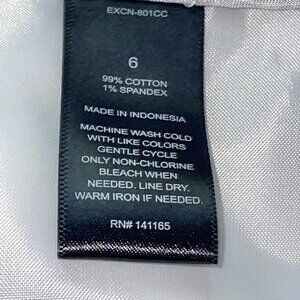 EXCN-801CC
6
99% COTTON
1% SPANDEX
MADE IN INDONESIA
MACHINE WASH COLD
WITH LIKE COLORS
GENTLE CYCLE
ONLY NON-CHLORINE
BLEACH WHEN
NEEDED. LINE DRY.
WARM IRON IF NEEDED.
RN# 141165